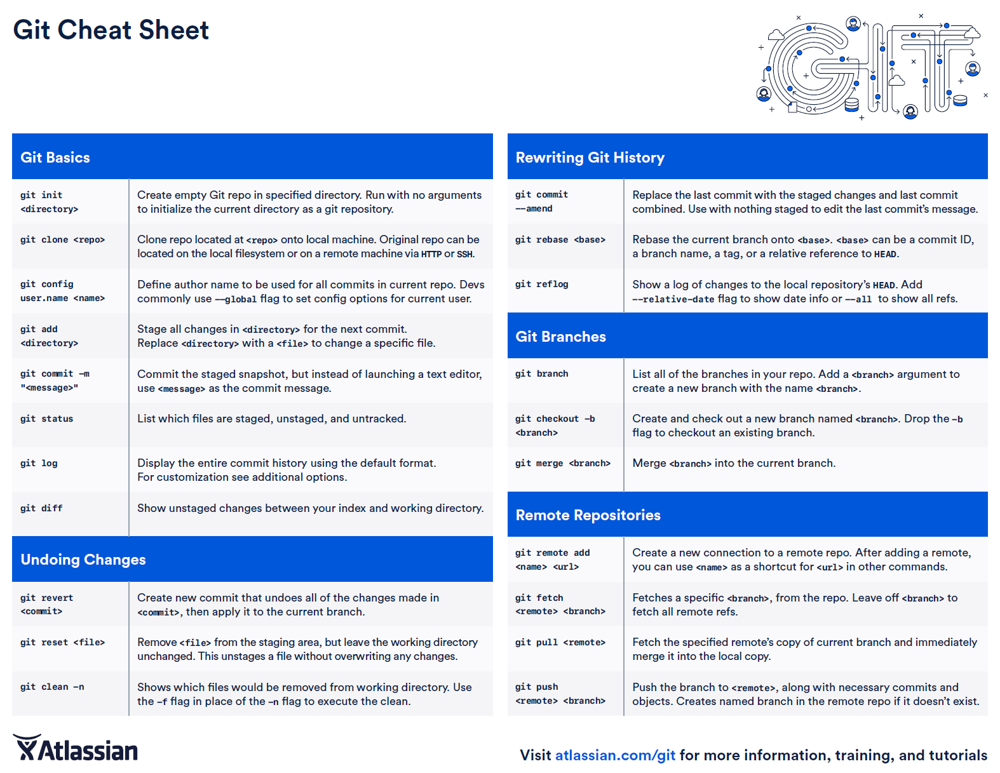 Git Cheat Sheet
Git Basics
git init
<directory>
Create empty Git repo in specified directory. Run with no arguments
to initialize the current directory as a git repository.
git clone <repo>
Clone repo located at <repo> onto local machine. Original repo can be
located on the local filesystem or on a remote machine via HTTP or SSH.
git config
user.name <name>
Define author name to be used for all commits in current repo. Devs
commonly use --global flag to set config options for current user.
git add
<directory>
Stage all changes in <directory> for the next commit.
Replace <directory> with a <file> to change a specific file.
git commit -m
"<message>"
Commit the staged snapshot, but instead of launching a text editor,
use <message> as the commit message.
git status
List which files are staged, unstaged, and untracked.
git log
Display the entire commit history using the default format.
For customization see additional options.
git diff
Show unstaged changes between your index and working directory.
Undoing Changes
git revert
<commit>
Create new commit that undoes all of the changes made in
<commit>, then apply it to the current branch.
git reset <file>
Remove <file> from the staging area, but leave the working directory
unchanged. This unstages a file without overwriting any changes.
git clean -n
Shows which files would be removed from working directory. Use
the -f flag in place of the -n flag to execute the clean.
Rewriting Git History
git commit
--amend
Replace the last commit with the staged changes and last commit
combined. Use with nothing staged to edit the last commit's message.
git rebase <base>
Rebase the current branch onto <base>. <base> can be a commit ID,
a branch name, a tag, or a relative reference to HEAD.
git reflog
Show a log of changes to the local repository's HEAD. Add
--relative-date flag to show date info or --all to show all refs.
Git Branches
git branch
List all of the branches in your repo. Add a <branch> argument to
create a new branch with the name <branch>.
git checkout -b
<branch>
Create and check out a new branch named <branch>. Drop the -b
flag to checkout an existing branch.
git merge <branch>
Merge <branch> into the current branch.
Remote Repositories
git remote add
<name> <url>
Create a new connection to a remote repo. After adding a remote,
you can use <name> as a shortcut for <url> in other commands.
git fetch
<remote> <branch>
Fetches a specific <branch>, from the repo. Leave off <branch> to
fetch all remote refs.
git pull <remote>
Fetch the specified remote's copy of current branch and immediately
merge it into the local copy.
git push
<remote> <branch>
Push the branch to <remote>, along with necessary commits and
objects. Creates named branch in the remote repo if it doesn't exist.
Atlassian
Visit atlassian.com/git for more information, training, and tutorials